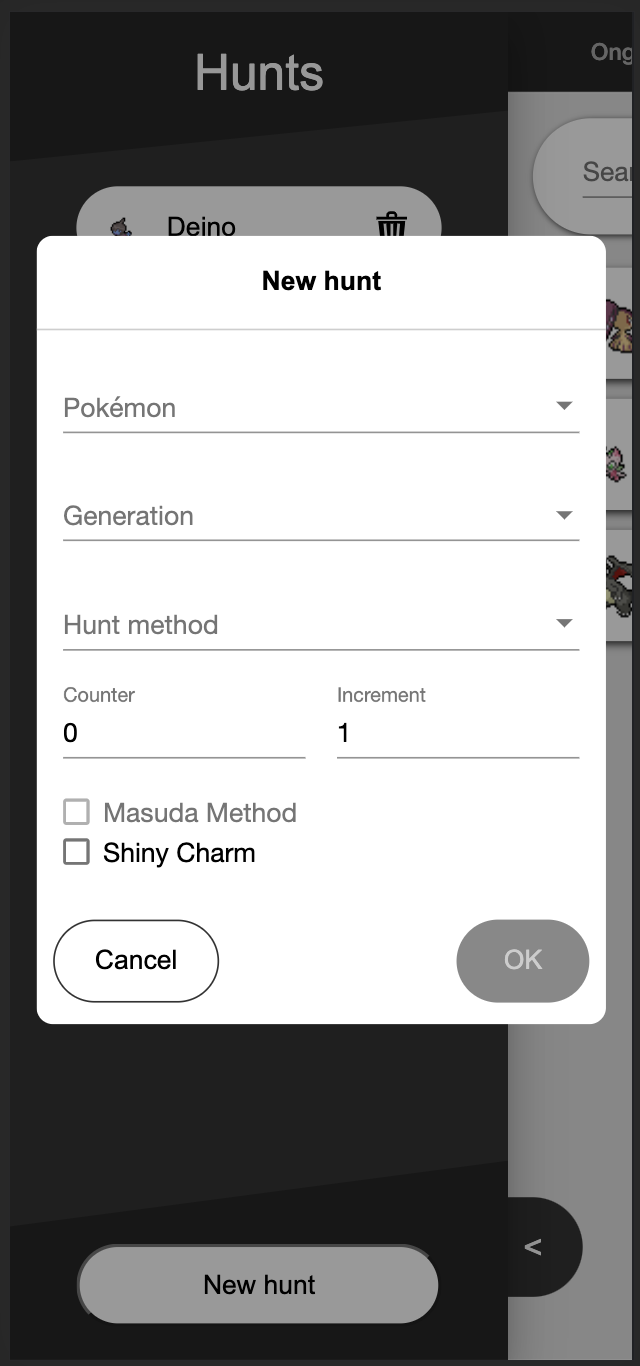 Hunts
Ong
Sear
Deino
New hunt
Pokémon
Generation
Hunt method
Counter
Increment
0
1
Masuda Method
Shiny Charm
Cancel
OK
<
New hunt